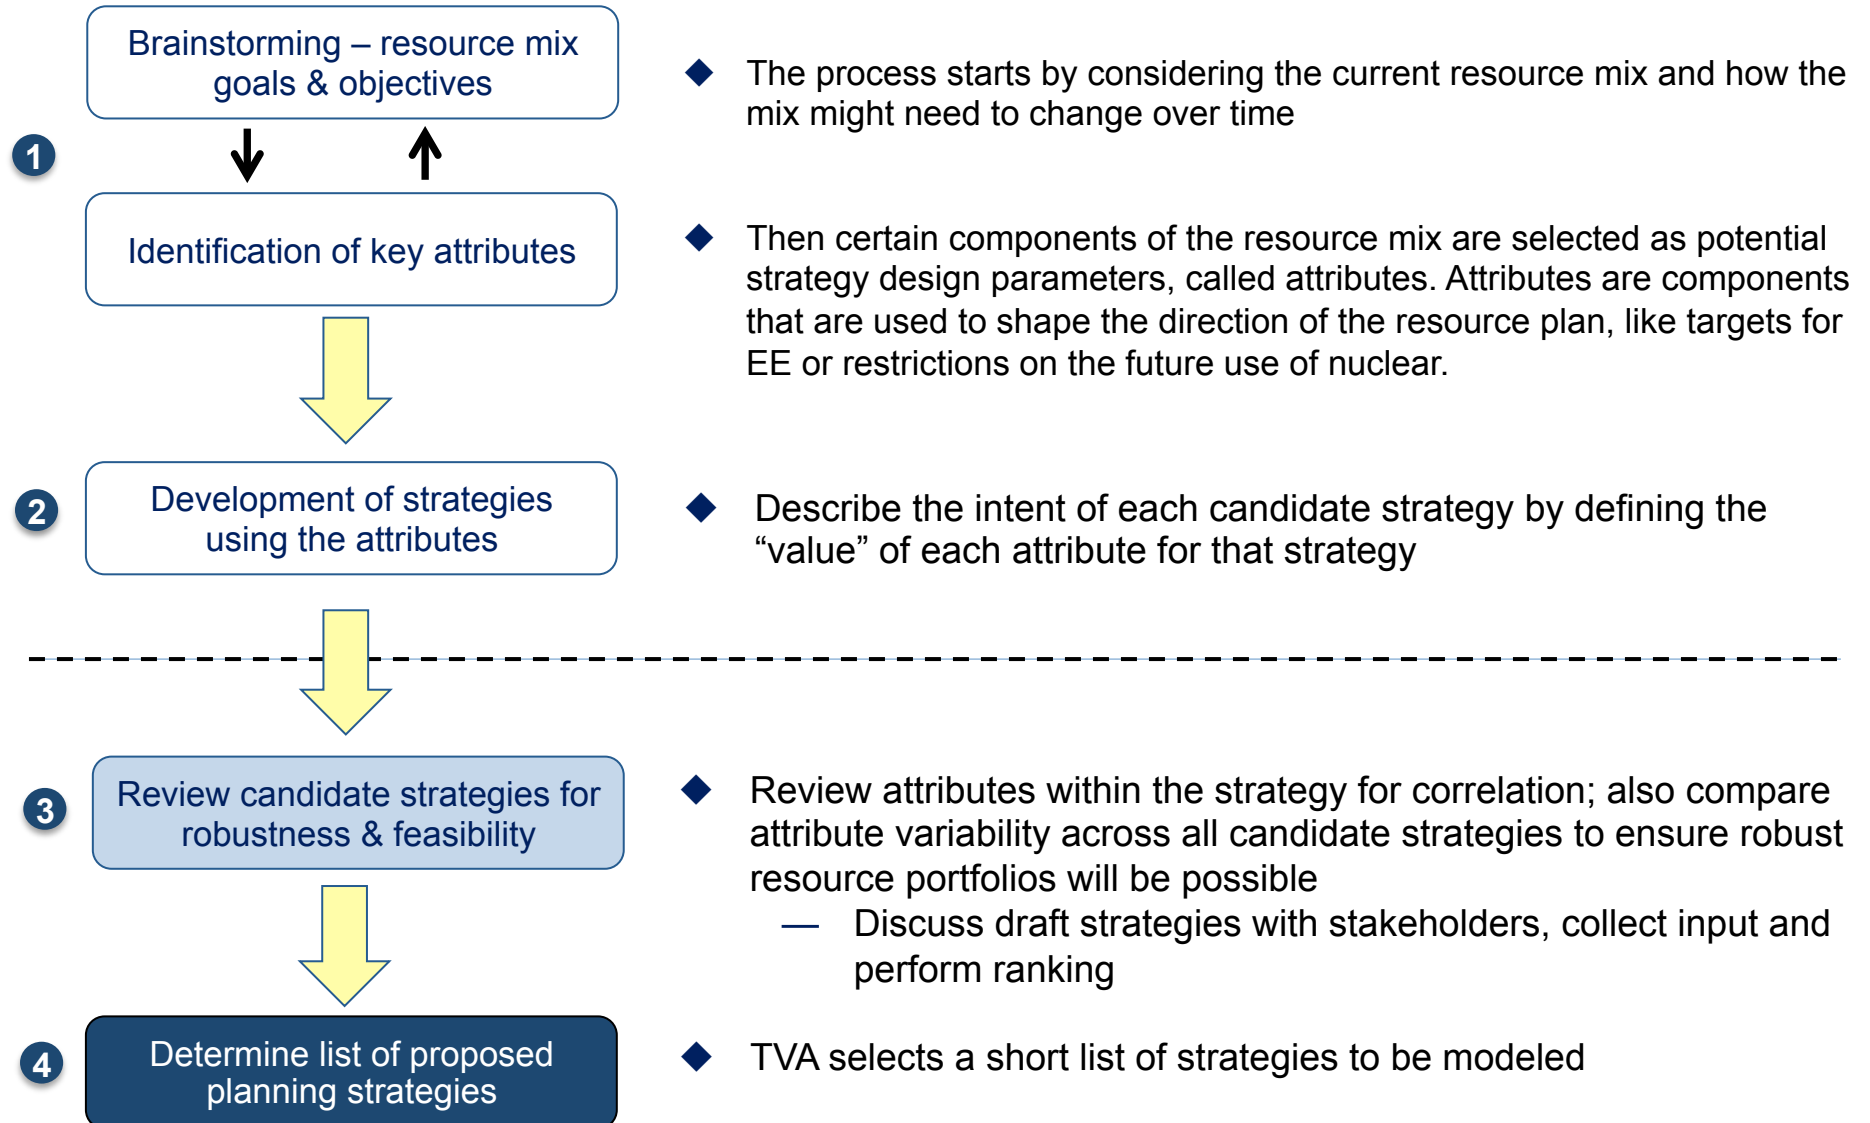 Brainstorming – resource mix
goals & objectives
◆ The process starts by considering the current resource mix and how the
mix might need to change over time
1
Identification of key attributes
◆ Then certain components of the resource mix are selected as potential
strategy design parameters, called attributes. Attributes are components
that are used to shape the direction of the resource plan, like targets for
EE or restrictions on the future use of nuclear.
2
Development of strategies
using the attributes
◆ Describe the intent of each candidate strategy by defining the
“value” of each attribute for that strategy
3
Review candidate strategies for
robustness & feasibility
◆ Review attributes within the strategy for correlation; also compare
attribute variability across all candidate strategies to ensure robust
resource portfolios will be possible
— Discuss draft strategies with stakeholders, collect input and
perform ranking
4
Determine list of proposed
planning strategies
◆ TVA selects a short list of strategies to be modeled